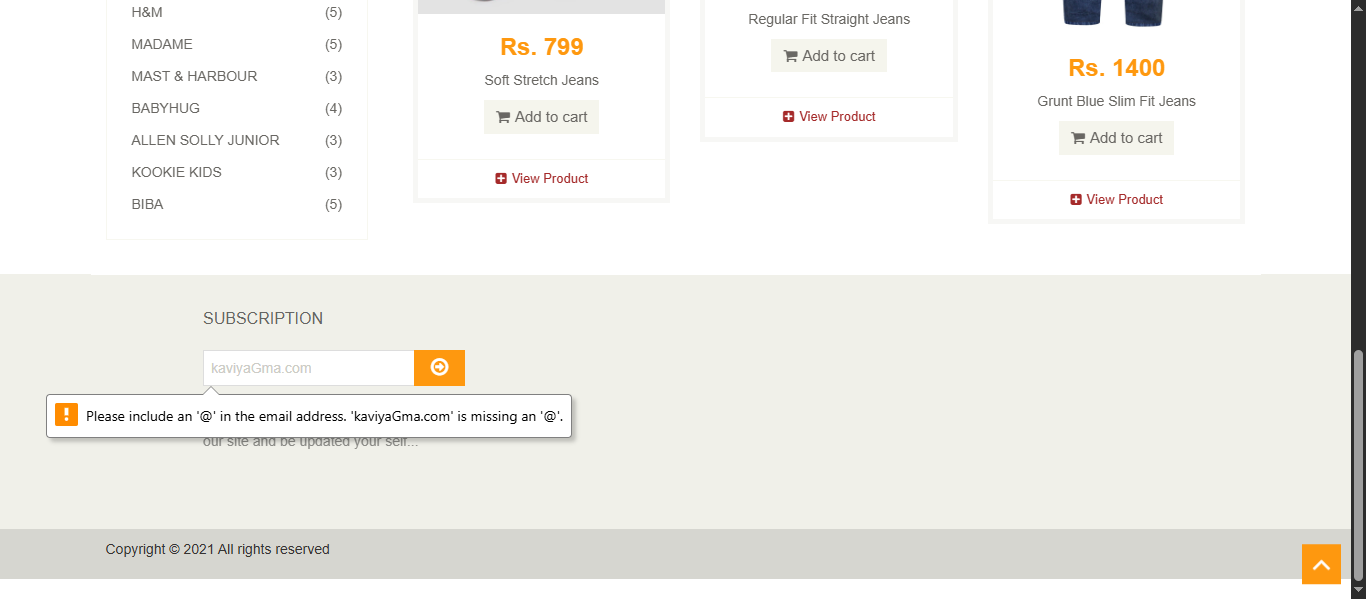 H&M (5)
MADAME (5)
MAST & HARBOUR (3)
BABYHUG (4)
ALLEN SOLLY JUNIOR (3)
KOOKIE KIDS (3)
BIBA (5)
Rs. 799
Soft Stretch Jeans
Add to cart
View Product
Regular Fit Straight Jeans
Add to cart
View Product
Rs. 1400
Grunt Blue Slim Fit Jeans
Add to cart
View Product
SUBSCRIPTION
kaviyaGma.com
Please include an '@' in the email address. 'kaviyaGma.com' is missing an '@'.
our site and be updated your self...
Copyright © 2021 All rights reserved